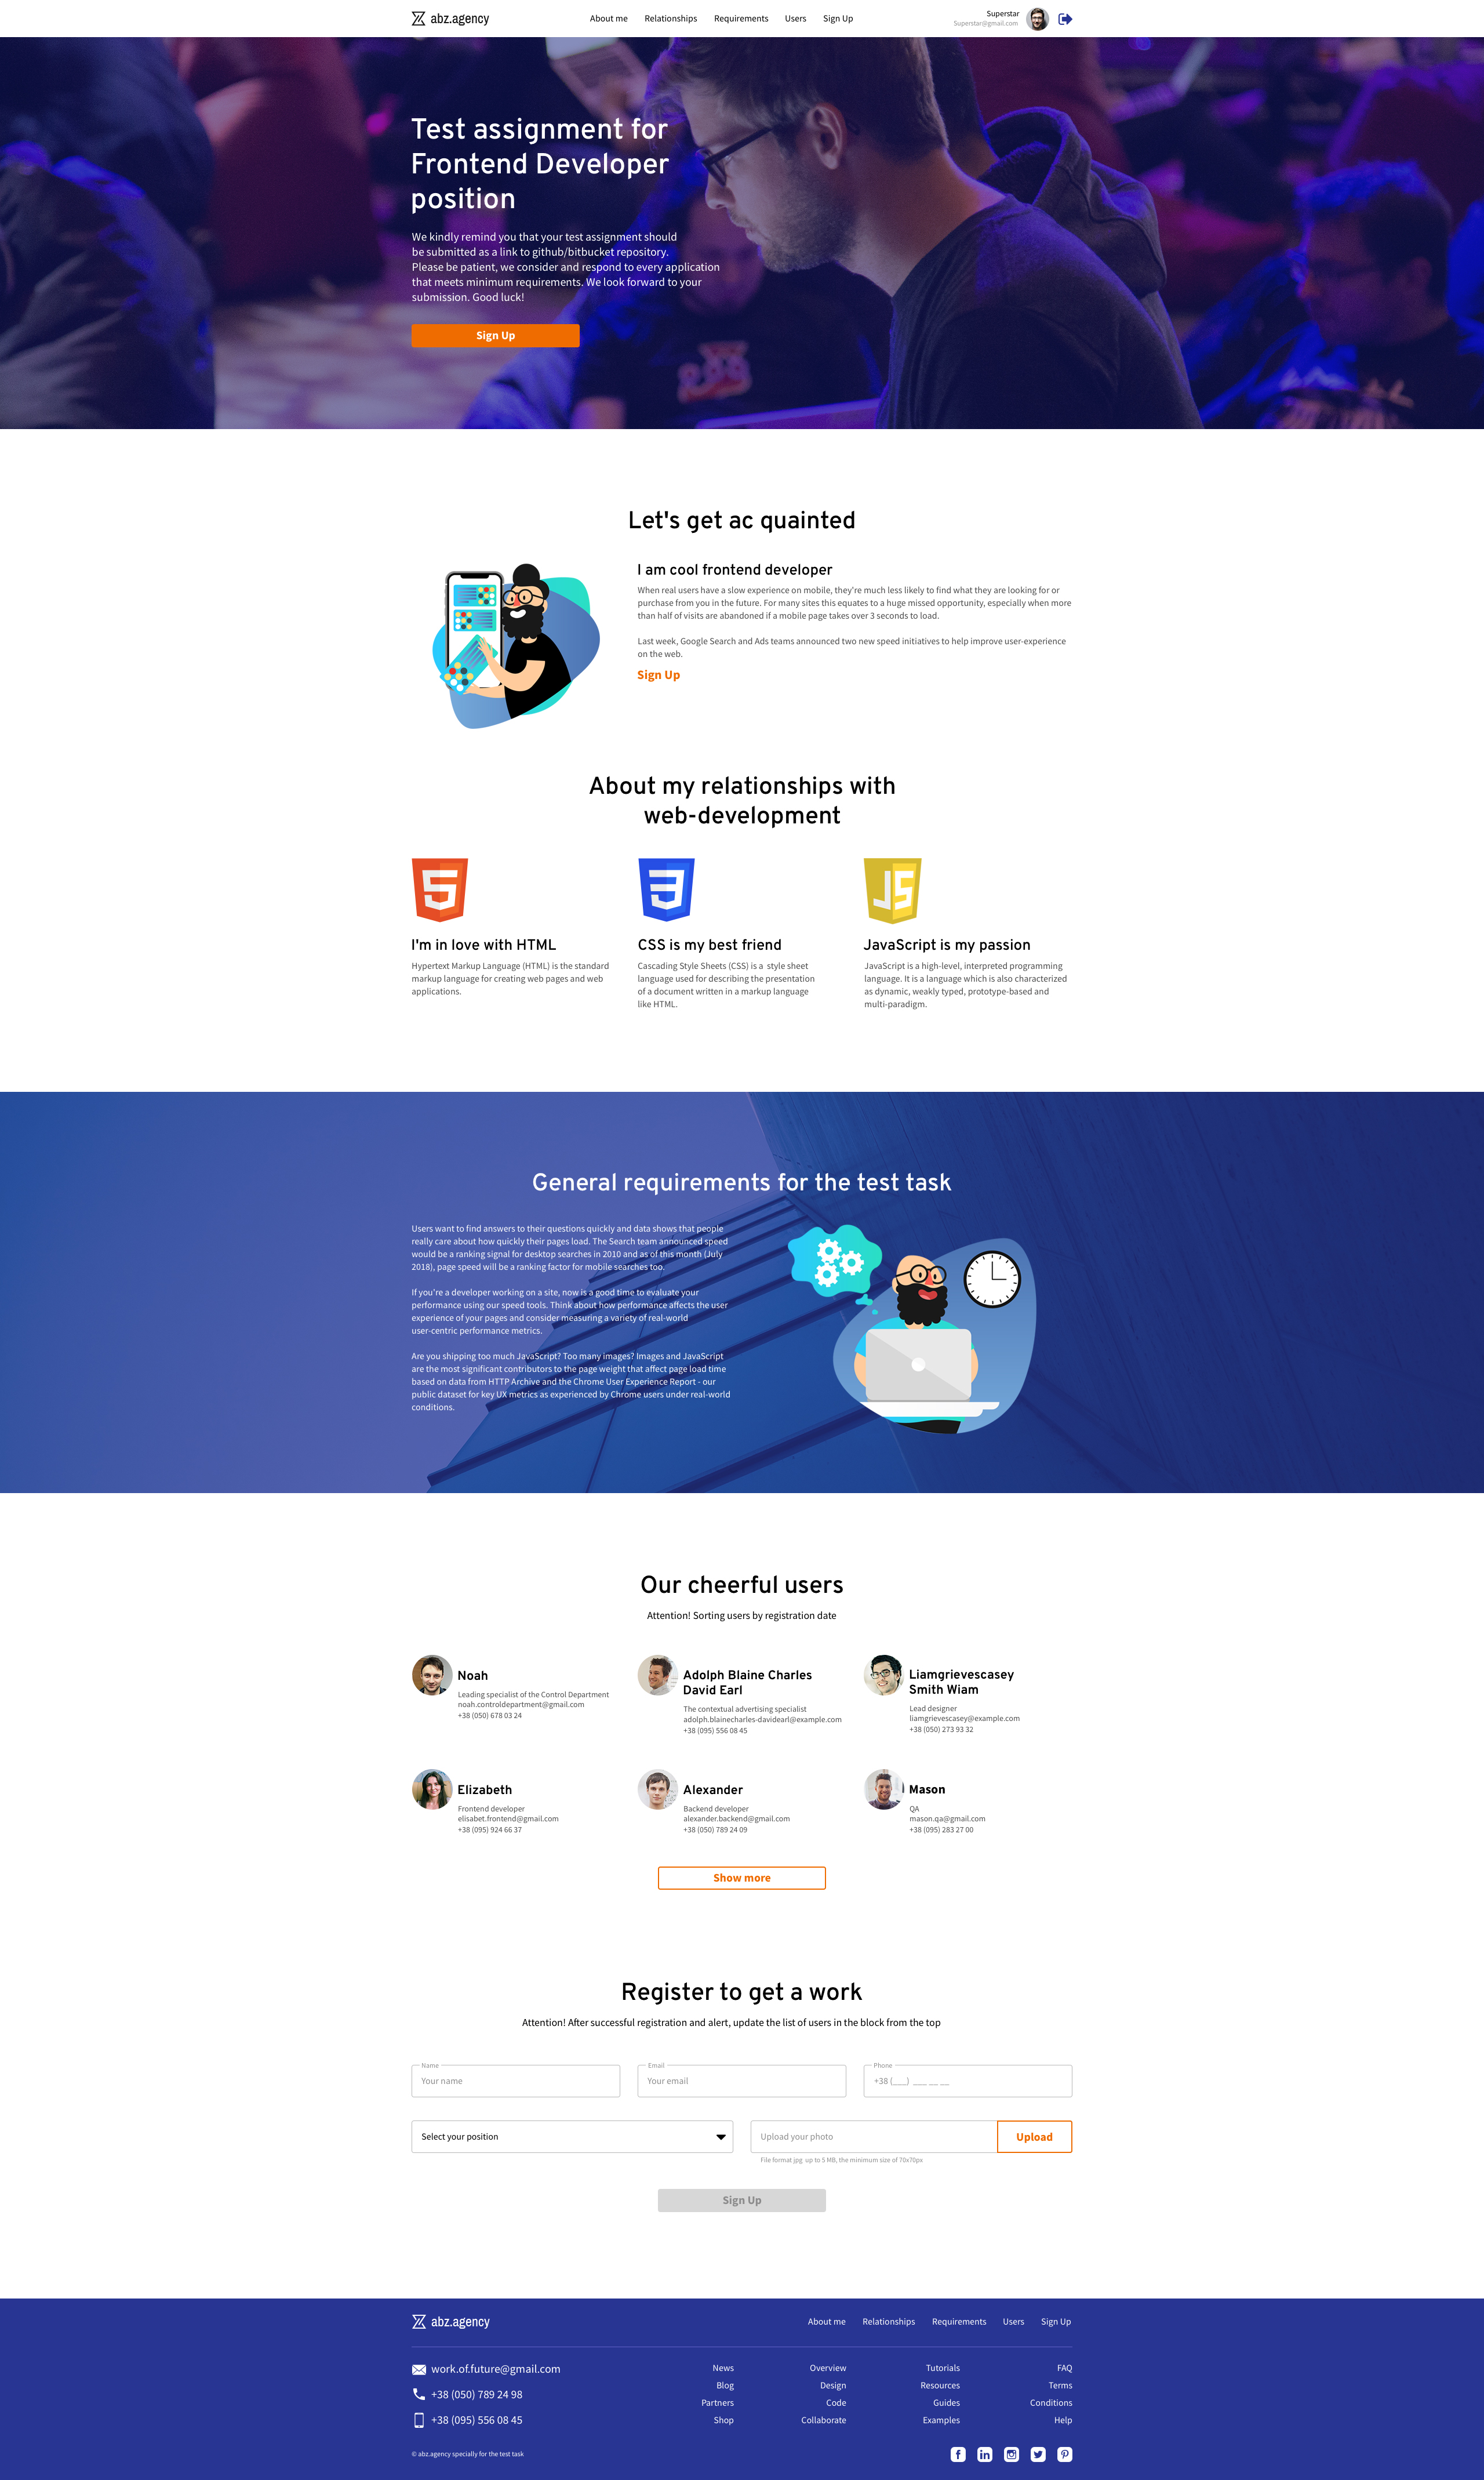 abz.agency
About me Relationships Requirements Users Sign Up
Superstar
Superstar@gmail.com
Test assignment for
Frontend Developer
position
We kindly remind you that your test assignment should
be submitted as a link to github/bitbucket repository.
Please be patient, we consider and respond to every application
that meets minimum requirements. We look forward to your
submission. Good luck!
Sign Up
Let's get ac quainted
I am cool frontend developer
When real users have a slow experience on mobile, they're much less likely to find what they are looking for or
purchase from you in the future. For many sites this equates to a huge missed opportunity, especially when more
than half of visits are abandoned if a mobile page takes over 3 seconds to load.
Last week, Google Search and Ads teams announced two new speed initiatives to help improve user-experience
on the web.
Sign Up
About my relationships with
web-development
5
3
JS
I'm in love with HTML
Hypertext Markup Language (HTML) is the standard
markup language for creating web pages and web
applications.
CSS is my best friend
Cascading Style Sheets (CSS) is a  style sheet
language used for describing the presentation
of a document written in a markup language
like HTML.
JavaScript is my passion
JavaScript is a high-level, interpreted programming
language. It is a language which is also characterized
as dynamic, weakly typed, prototype-based and
multi-paradigm.
General requirements for the test task
Users want to find answers to their questions quickly and data shows that people
really care about how quickly their pages load. The Search team announced speed
would be a ranking signal for desktop searches in 2010 and as of this month (July
2018), page speed will be a ranking factor for mobile searches too.
If you're a developer working on a site, now is a good time to evaluate your
performance using our speed tools. Think about how performance affects the user
experience of your pages and consider measuring a variety of real-world
user-centric performance metrics.
Are you shipping too much JavaScript? Too many images? Images and JavaScript
are the most significant contributors to the page weight that affect page load time
based on data from HTTP Archive and the Chrome User Experience Report - our
public dataset for key UX metrics as experienced by Chrome users under real-world
conditions.
Our cheerful users
Attention! Sorting users by registration date
Noah
Leading specialist of the Control Department
noah.controldepartment@gmail.com
+38 (050) 678 03 24
Adolph Blaine Charles
David Earl
The contextual advertising specialist
adolph.blainecharles-davidearl@example.com
+38 (095) 556 08 45
Liamgrievescasey
Smith Wiam
Lead designer
liamgrievescasey@example.com
+38 (050) 273 93 32
Elizabeth
Frontend developer
elisabet.frontend@gmail.com
+38 (095) 924 66 37
Alexander
Backend developer
alexander.backend@gmail.com
+38 (050) 789 24 09
Mason
QA
mason.qa@gmail.com
+38 (095) 283 27 00
Show more
Register to get a work
Attention! After successful registration and alert, update the list of users in the block from the top
Name
Your name
Email
Your email
Phone
+38 (___) ___ __ __
Select your position
Upload your photo
Upload
File format jpg  up to 5 MB, the minimum size of 70x70px
Sign Up
abz.agency
About me Relationships Requirements Users Sign Up
work.of.future@gmail.com
+38 (050) 789 24 98
+38 (095) 556 08 45
News Overview Tutorials FAQ
Blog Design Resources Terms
Partners Code Guides Conditions
Shop Collaborate Examples Help
© abz.agency specially for the test task